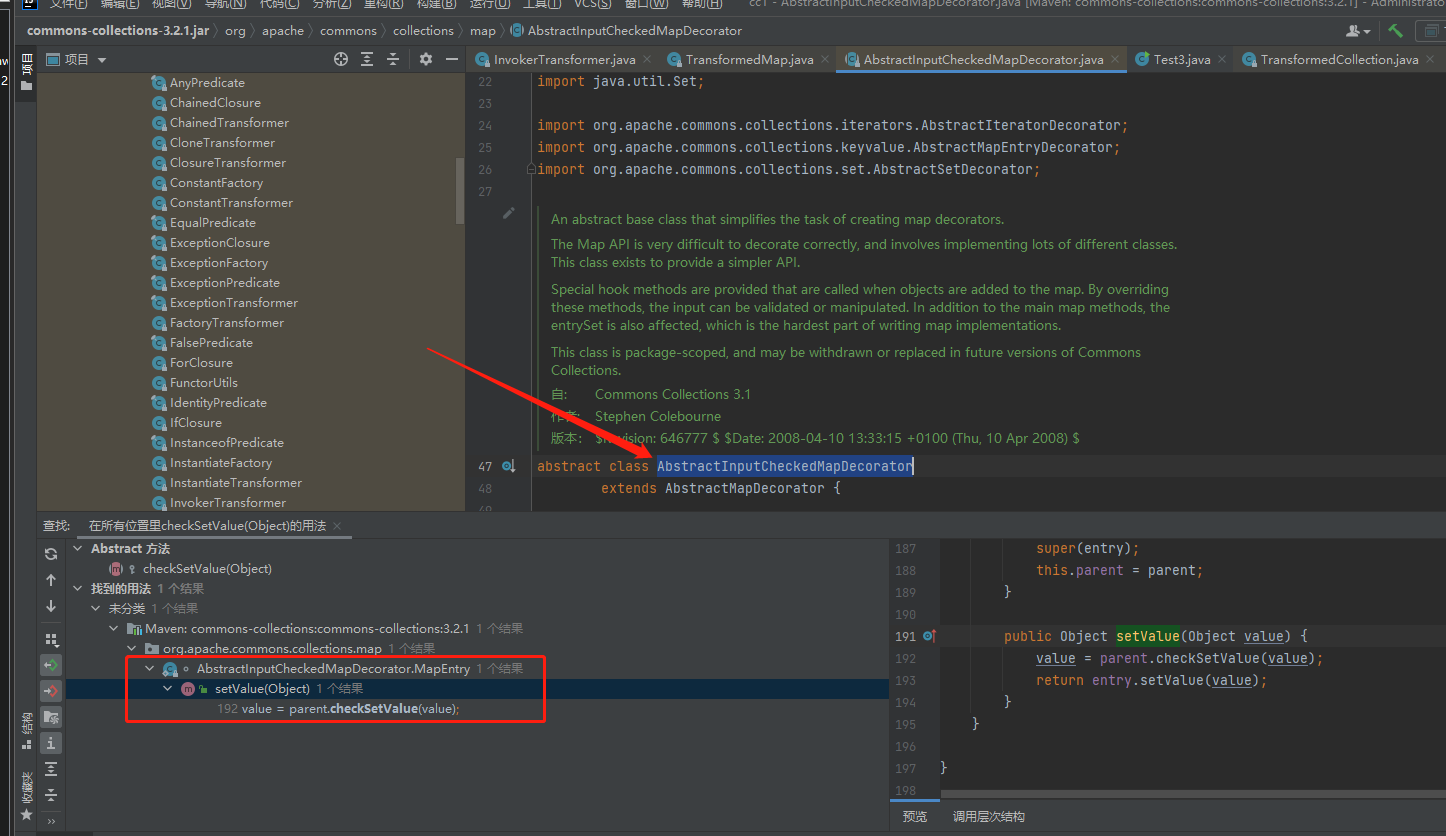 文件(F) 编辑(E) 视图(V) 导航(N) 代码(C) 分析(Z) 重构(R) 构建(B) 运行(U) 工具(T) VCS(S) 窗口(W) 帮助(H) cc1 - AbstractInputCheckedMapDecorator.java [Maven: commons-collections:commons-collections:3.2.1] - Administrato
commons-collections-3.2.1.jar org apache commons collections map AbstractInputCheckedMapDecorator
项目
项目
InvokerTransformer.java TransformedMap.java AbstractInputCheckedMapDecorator.java Test3.java TransformedCollection.java
AnyPredicate
ChainedClosure
ChainedTransformer
CloneTransformer
ClosureTransformer
ConstantFactory
ConstantTransformer
EqualPredicate
ExceptionClosure
ExceptionFactory
ExceptionPredicate
ExceptionTransformer
FactoryTransformer
FalsePredicate
ForClosure
FunctorUtils
IdentityPredicate
IfClosure
InstanceofPredicate
InstantiateFactory
InstantiateTransformer
InvokerTransformer
22 import java.util.Set;
23
24 import org.apache.commons.collections.iterators.AbstractIteratorDecorator;
25 import org.apache.commons.collections.keyvalue.AbstractMapEntryDecorator;
26 import org.apache.commons.collections.set.AbstractSetDecorator;
27
An abstract base class that simplifies the task of creating map decorators.
The Map API is very difficult to decorate correctly, and involves implementing lots of different classes.
This class exists to provide a simpler API.
Special hook methods are provided that are called when objects are added to the map. By overriding
these methods, the input can be validated or manipulated. In addition to the main map methods, the
entrySet is also affected, which is the hardest part of writing map implementations.
This class is package-scoped, and may be withdrawn or replaced in future versions of Commons
Collections.
自: Commons Collections 3.1
作者: Stephen Colebourne
版本: $Revision: 646777 $ $Date: 2008-04-10 13:33:15 +0100 (Thu, 10 Apr 2008) $
47 abstract class AbstractInputCheckedMapDecorator
48 extends AbstractMapDecorator {
49
查找: 在所有位置里checkSetValue(Object)的用法
Abstract 方法
checkSetValue(Object)
找到的用法 1 个结果
未分类 1 个结果
Maven: commons-collections:commons-collections:3.2.1 1 个结果
org.apache.commons.collections.map 1 个结果
AbstractInputCheckedMapDecorator.MapEntry 1 个结果
setValue(Object) 1 个结果
192 value = parent.checkSetValue(value);
结构
收藏夹
187 super(entry);
188 this.parent = parent;
189 }
190
191 public Object setValue(Object value) {
192 value = parent.checkSetValue(value);
193 return entry.setValue(value);
194 }
195 }
196
197 }
198
预览 调用层次结构